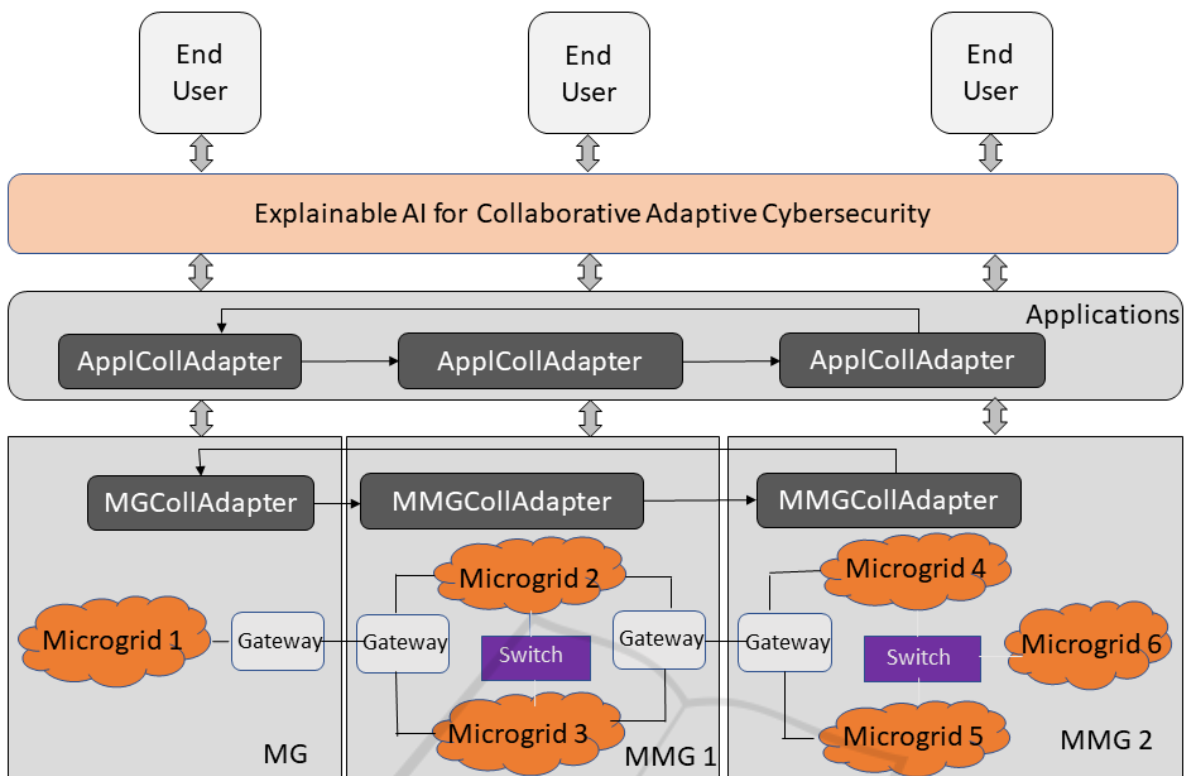 End
User
End
User
End
User
Explainable AI for Collaborative Adaptive Cybersecurity
Applications
ApplCollAdapter
ApplCollAdapter
ApplCollAdapter
MGCollAdapter
MMGCollAdapter
MMGCollAdapter
Microgrid 2
Microgrid 4
Microgrid 1
Gateway
Gateway
Switch
Gateway
Gateway
Switch
Microgrid 6
Microgrid 3
Microgrid 5
MG
MMG 1
MMG 2